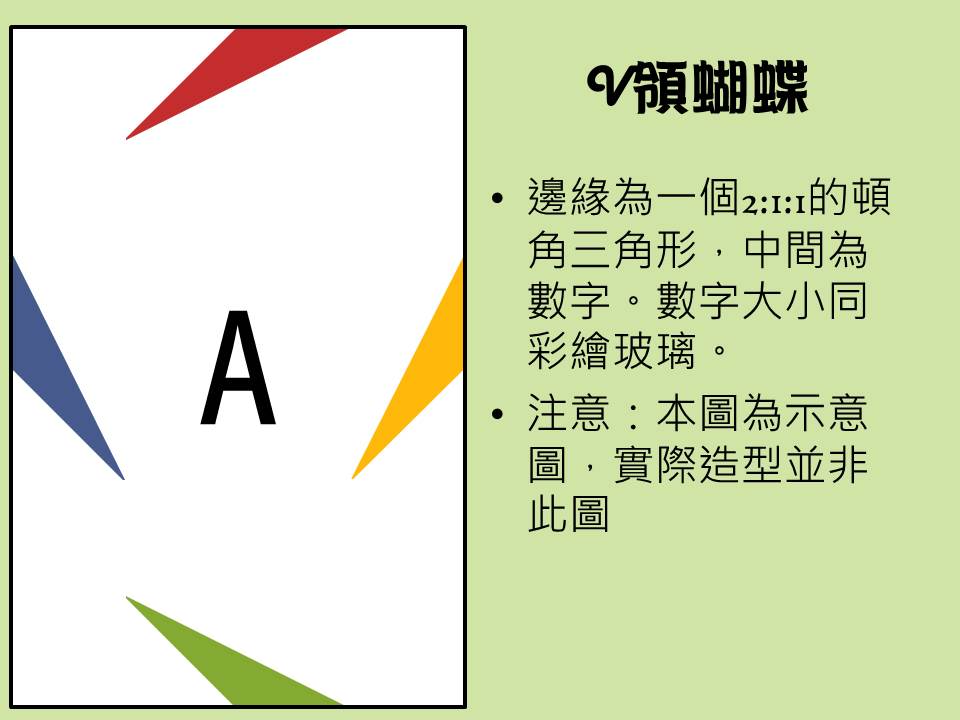 A
V領蝴蝶
• 邊緣為一個2:1:1的頓
角三角形，中間為
數字。數字大小同
彩繪玻璃。
• 注意：本圖為示意
圖，實際造型並非
此圖